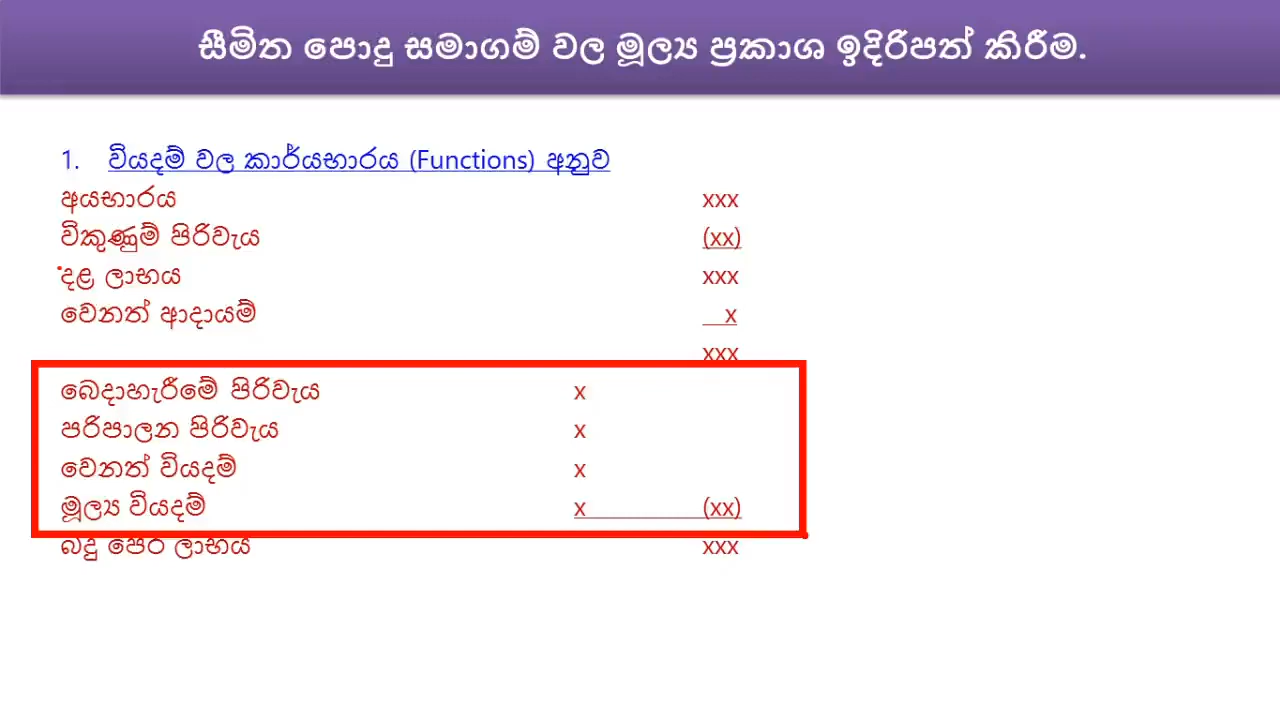 සීමිත පොදු සමාගම් වල මූල්‍ය ප්‍රකාශ ඉදිරිපත් කිරීම.
1. වියදම් වල කාර්යභාරය (Functions) අනුව
අයභාරය xxx
විකුණුම් පිරිවැය (xx)
දළ ලාභය xxx
වෙනත් ආදායම් x
xxx
බෙදාහැරීමේ පිරිවැය x
පරිපාලන පිරිවැය x
වෙනත් වියදම් x
මූල්‍ය වියදම් x (xx)
බදු පෙර ලාභය xxx